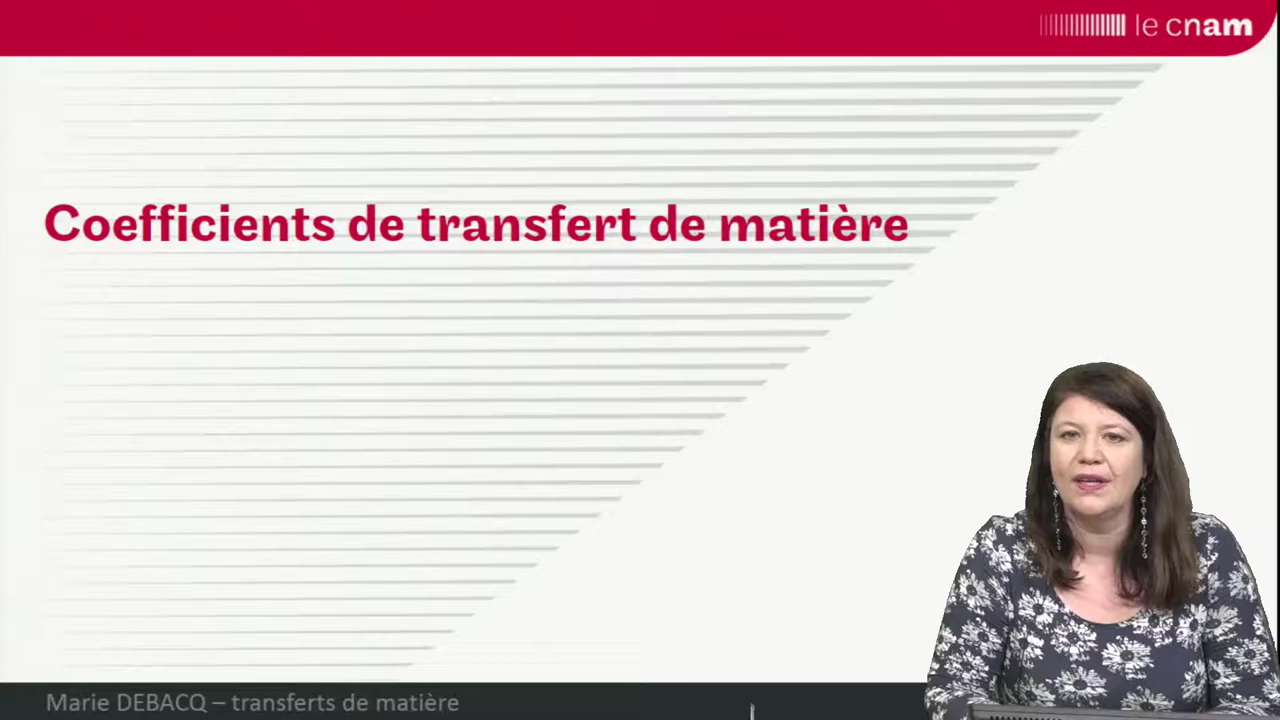 le cnam
Coefficients de transfert de matière
Marie DEBACQ – transferts de matière